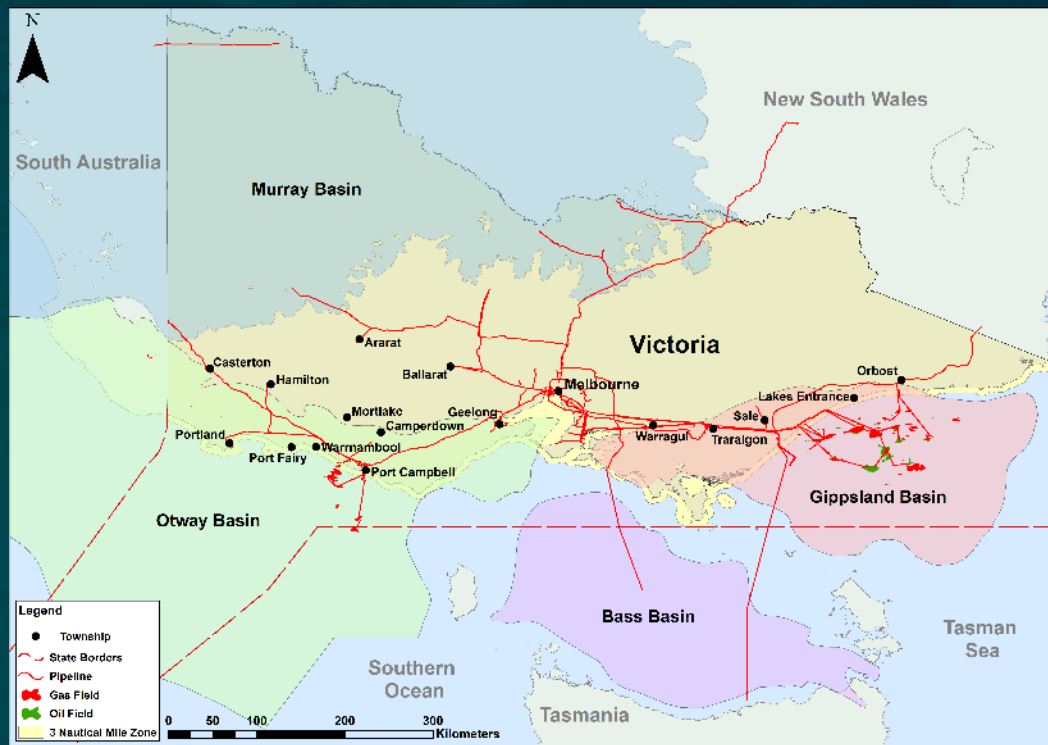 N
New South Wales
South Australia
Murray Basin
Victoria
Ararat
Casterton
Hamilton
Ballarat
Melbourne
Orbost
Lakes Entrance
Mortlake
Geelong
Sale
Camperdown
Portland
Warragul
Traralgon
Port Fairy
Warrnambool
Port Campbell
Gippsland Basin
Otway Basin
Bass Basin
Tasman
Sea
Southern
Ocean
Tasmania
Legend
Township
State Borders
Pipeline
Gas Field
Oil Field
3 Nautical Mile Zone
0 25 50 100 200 300
Kilometers